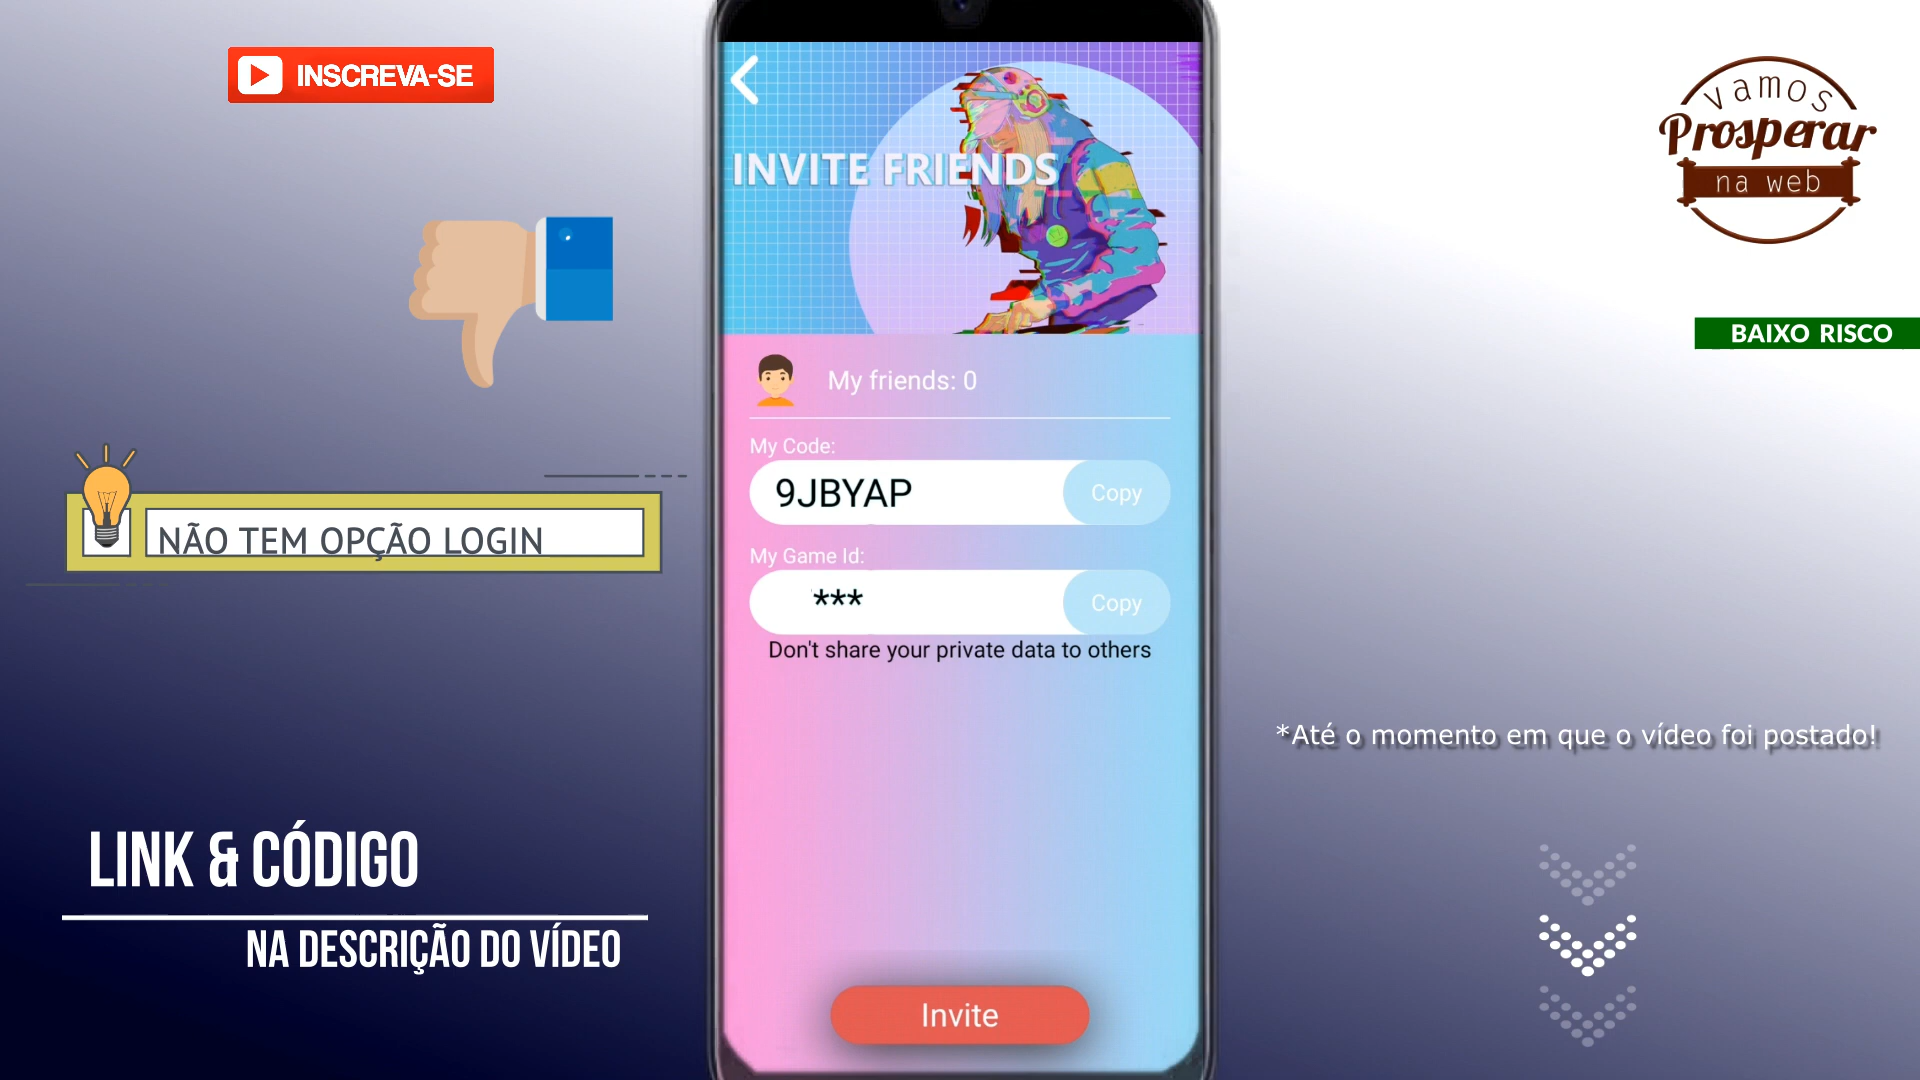 INSCREVA-SE
vamos
Prosperar
na web
INVITE FRIENDS
BAIXO RISCO
My friends: 0
My Code:
9JBYAP
Copy
NÃO TEM OPÇÃO LOGIN
My Game Id:
***
Copy
Don't share your private data to others
*Até o momento em que o vídeo foi postado!
LINK & CÓDIGO
NA DESCRIÇÃO DO VÍDEO
Invite